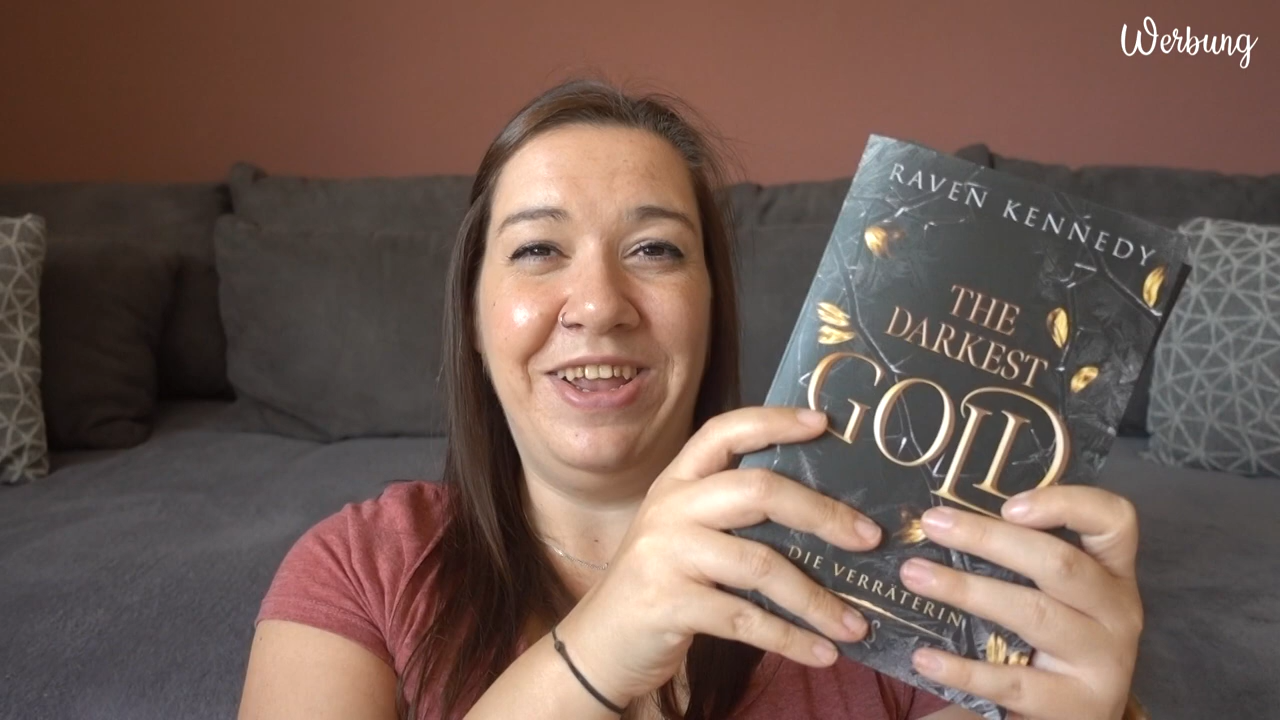 Werbung
RAVEN KENNEDY
THE
DARKEST
GOLD
DIE VERRÄTERIN